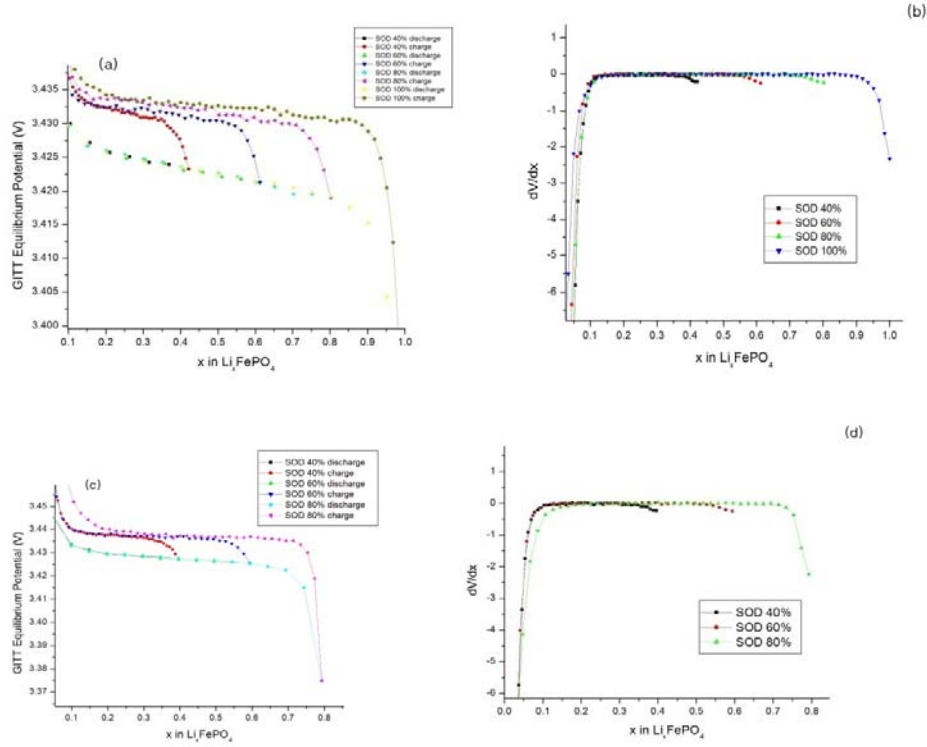 (a)
SOD 40% discharge
SOD 40% charge
SOD 60% discharge
SOD 60% charge
SOD 80% discharge
SOD 80% charge
SOD 100% discharge
SOD 100% charge
GITT Equilibrium Potential (V)
3.435
3.430
3.425
3.420
3.415
3.410
3.405
3.400
0.1 0.2 0.3 0.4 0.5 0.6 0.7 0.8 0.9 1.0
x in LiₓFePO₄
(b)
dV/dx
1
0
-1
-2
-3
-4
-5
-6
SOD 40%
SOD 60%
SOD 80%
SOD 100%
0.1 0.2 0.3 0.4 0.5 0.6 0.7 0.8 0.9 1.0
x in LiₓFePO₄
(c)
SOD 40% discharge
SOD 40% charge
SOD 60% discharge
SOD 60% charge
SOD 80% discharge
SOD 80% charge
GITT Equilibrium Potential (V)
3.45
3.44
3.43
3.42
3.41
3.40
3.39
3.38
3.37
0.1 0.2 0.3 0.4 0.5 0.6 0.7 0.8
x in LiₓFePO₄
(d)
dV/dx
1
0
-1
-2
-3
-4
-5
-6
SOD 40%
SOD 60%
SOD 80%
0.0 0.1 0.2 0.3 0.4 0.5 0.6 0.7 0.8
x in LiₓFePO₄